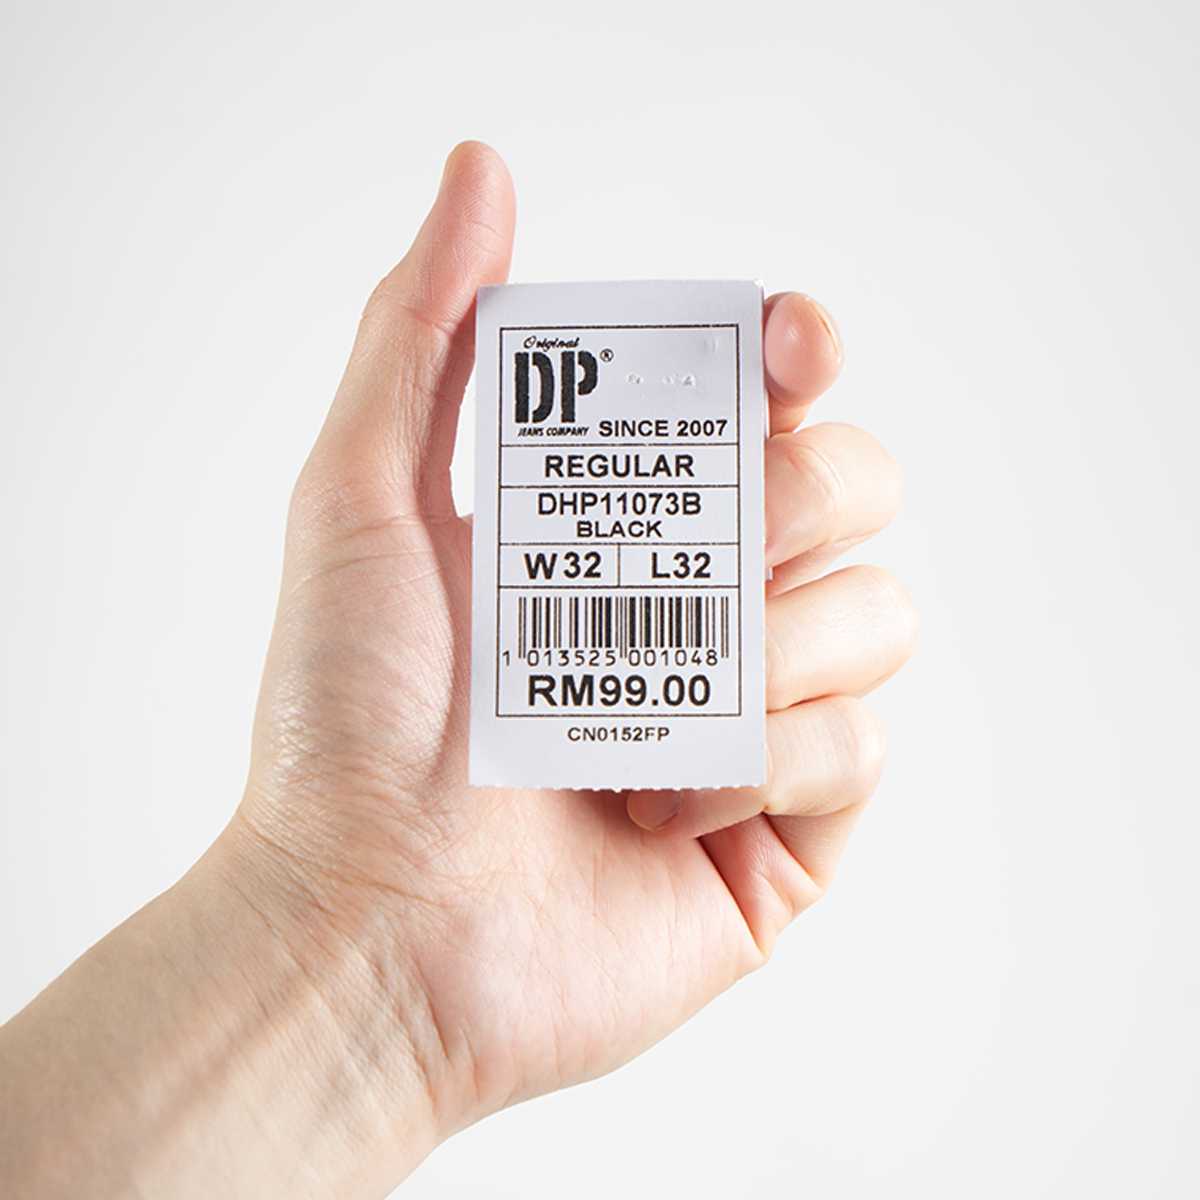 Original
DP®
JEANS COMPANY SINCE 2007
REGULAR
DHP11073B
BLACK
W32 L32
1 013525 001048
RM99.00
CN0152FP